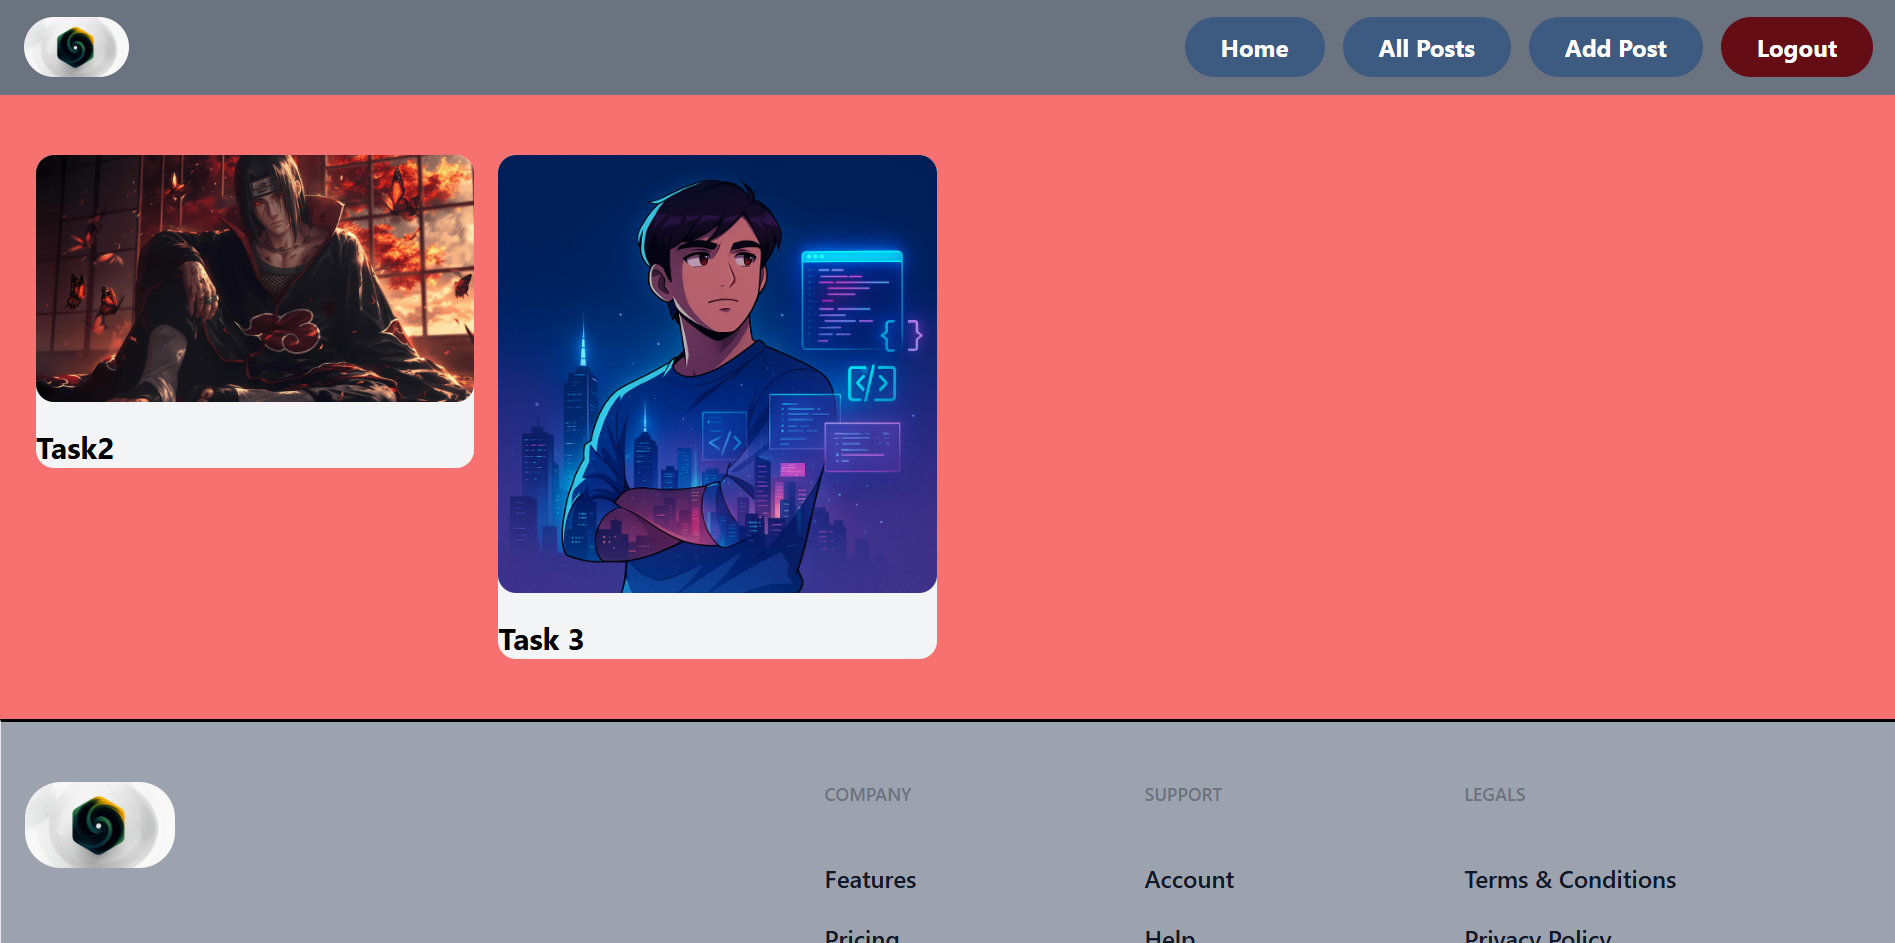 Home
All Posts
Add Post
Logout
Task2
Task 3
COMPANY
SUPPORT
LEGALS
Features
Account
Terms & Conditions
Pricing
Help
Privacy Policy